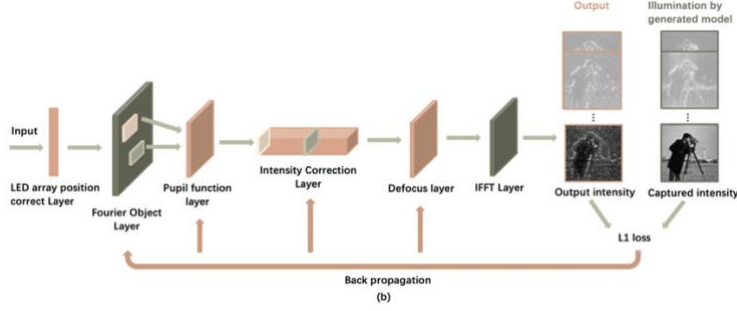 Output
Illumination by
generated model
Input
LED array position
correct Layer
Fourier Object
Layer
Pupil function
layer
Intensity Correction
Layer
Defocus layer
IFFT Layer
Output intensity
Captured intensity
L1 loss
Back propagation
(b)